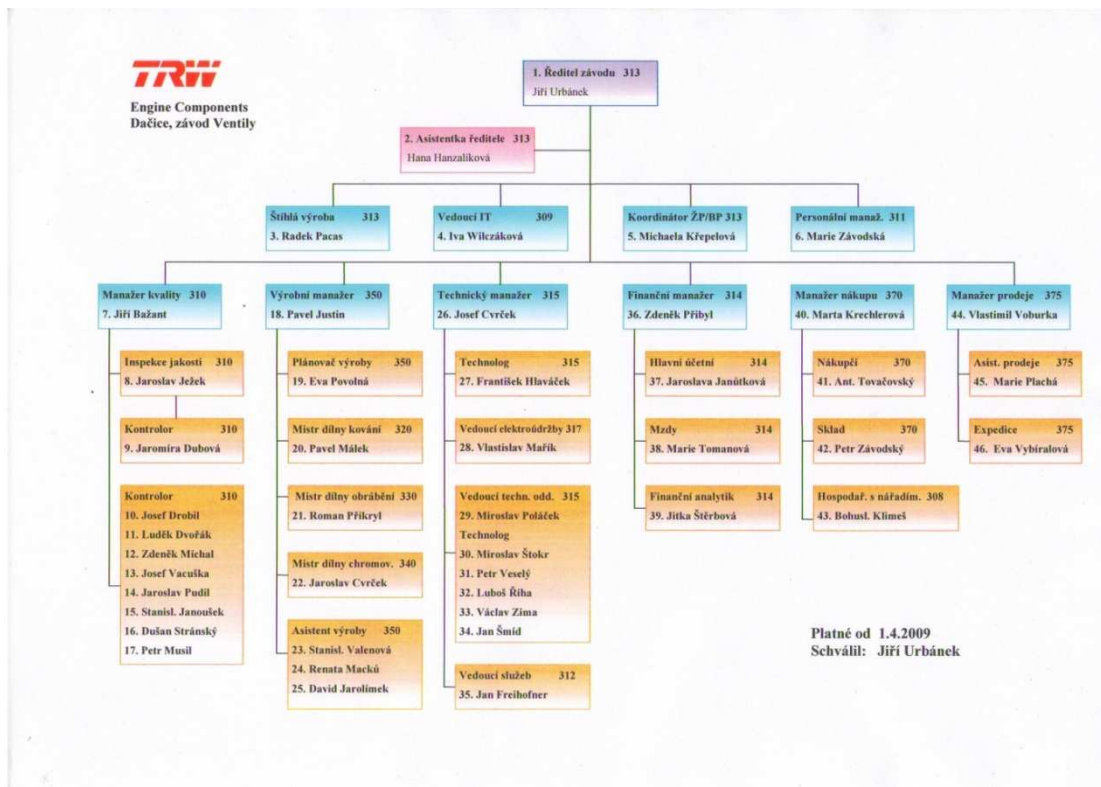 TRW
Engine Components
Dačice, závod Ventily
1. Ředitel závodu 313
Jiří Urbánek
2. Asistentka ředitele 313
Hana Hanzalíková
Štíhlá výroba 313
3. Radek Pacas
Vedoucí IT 309
4. Iva Wilczáková
Koordinátor ŽP/BP 313
5. Michaela Křepelová
Personální manaž. 311
6. Marie Závodská
Manažer kvality 310
7. Jiří Bažant
Inspekce jakosti 310
8. Jaroslav Ježek
Kontrolor 310
9. Jaromíra Dubová
Kontrolor 310
10. Josef Drobil
11. Luděk Dvořák
12. Zdeněk Michal
13. Josef Vacuška
14. Jaroslav Pudil
15. Stanisl. Janoušek
16. Dušan Stránský
17. Petr Musil
Výrobní manažer 350
18. Pavel Justin
Plánovač výroby 350
19. Eva Povolná
Mistr dílny kování 320
20. Pavel Málek
Mistr dílny obrábění 330
21. Roman Přikryl
Mistr dílny chromov. 340
22. Jaroslav Cvrček
Asistent výroby 350
23. Stanisl. Valenová
24. Renata Macků
25. David Jarolímek
Technický manažer 315
26. Josef Cvrček
Technolog 315
27. František Hlaváček
Vedoucí elektroúdržby 317
28. Vlastislav Mařík
Vedoucí techn. odd. 315
29. Miroslav Poláček
Technolog
30. Miroslav Štokr
31. Petr Veselý
32. Luboš Říha
33. Václav Zima
34. Jan Šmíd
Vedoucí služeb 312
35. Jan Freihofner
Finanční manažer 314
36. Zdeněk Přibyl
Hlavní účetní 314
37. Jaroslava Janůtková
Mzdy 314
38. Marie Tomanová
Finanční analytik 314
39. Jitka Štěrbová
Manažer nákupu 370
40. Marta Krechlerová
Nákupčí 370
41. Ant. Tovačovský
Sklad 370
42. Petr Závodský
Hospodař. s nářadím. 308
43. Bohusl. Klimeš
Manažer prodeje 375
44. Vlastimil Voburka
Asist. prodeje 375
45. Marie Plachá
Expedice 375
46. Eva Vybíralová
Platné od 1.4.2009
Schválil: Jiří Urbánek